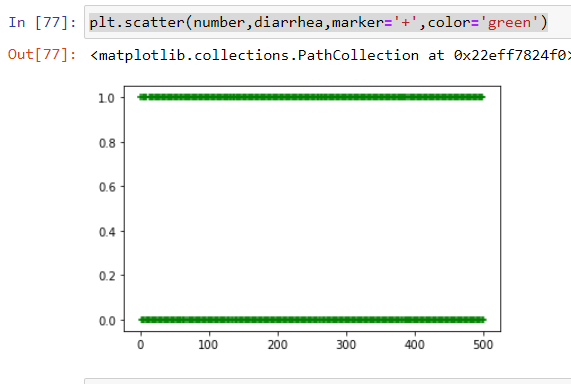 In [77]: plt.scatter(number,diarrhea,marker='+',color='green')
Out[77]: <matplotlib.collections.PathCollection at 0x22eff7824f0>
1.0
0.8
0.6
0.4
0.2
0.0
0 100 200 300 400 500